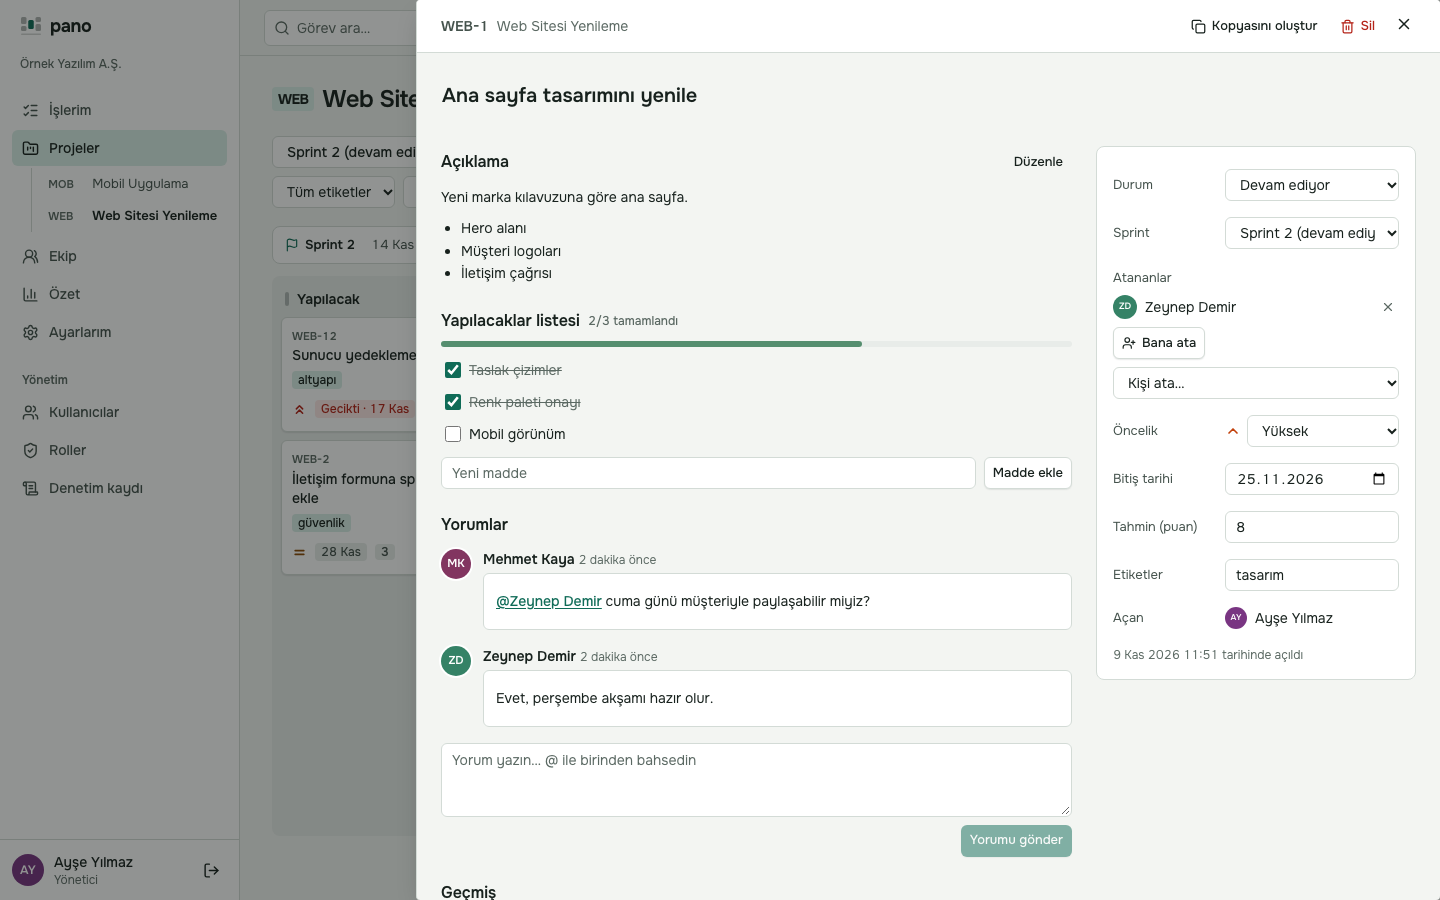 pano
Örnek Yazılım A.Ş.
İşlerim
Projeler
MOB Mobil Uygulama
WEB Web Sitesi Yenileme
Ekip
Özet
Ayarlarım
Yönetim
Kullanıcılar
Roller
Denetim kaydı
AY
Ayşe Yılmaz
Yönetici
Görev ara...
WEB Web Site
Sprint 2 (devam edi
Tüm etiketler
Sprint 2 14 Kas
Yapılacak
WEB-12
Sunucu yedekleme
altyapı
Gecikti · 17 Kas
WEB-2
İletişim formuna sp
ekle
güvenlik
28 Kas 3
WEB-1 Web Sitesi Yenileme
Kopyasını oluştur
Sil
Ana sayfa tasarımını yenile
Açıklama
Düzenle
Yeni marka kılavuzuna göre ana sayfa.
• Hero alanı
• Müşteri logoları
• İletişim çağrısı
Yapılacaklar listesi 2/3 tamamlandı
Taslak çizimler
Renk paleti onayı
Mobil görünüm
Yeni madde
Madde ekle
Yorumlar
MK
Mehmet Kaya 2 dakika önce
@Zeynep Demir cuma günü müşteriyle paylaşabilir miyiz?
ZD
Zeynep Demir 2 dakika önce
Evet, perşembe akşamı hazır olur.
Yorum yazın... @ ile birinden bahsedin
Yorumu gönder
Geçmiş
Durum Devam ediyor
Sprint Sprint 2 (devam ediy
Atananlar
ZD Zeynep Demir
Bana ata
Kişi ata...
Öncelik Yüksek
Bitiş tarihi 25.11.2026
Tahmin (puan) 8
Etiketler tasarım
Açan AY Ayşe Yılmaz
9 Kas 2026 11:51 tarihinde açıldı